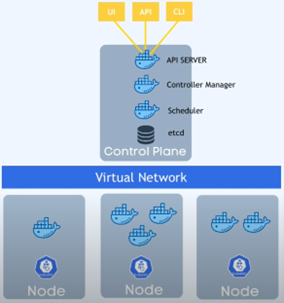 UI API CLI
API SERVER
Controller Manager
Scheduler
etcd
Control Plane
Virtual Network
Node Node Node